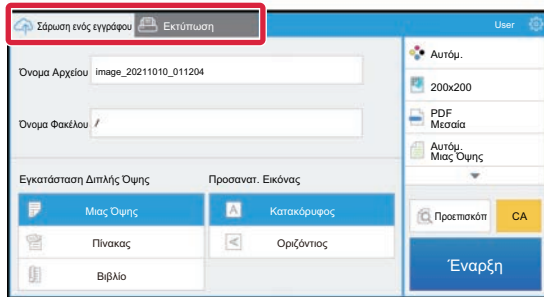 Σάρωση ενός εγγράφου
Εκτύπωση
User
Όνομα Αρχείου
image_20211010_011204
Όνομα Φακέλου
/
Εγκατάσταση Διπλής Όψης
Προσανατ. Εικόνας
Μιας Όψης
Πίνακας
Βιβλίο
A
Κατακόρυφος
Οριζόντιος
Αυτόμ.
200x200
PDF
Μεσαία
Αυτόμ.
Μιας Όψης
Προεπισκόπ
CA
Έναρξη